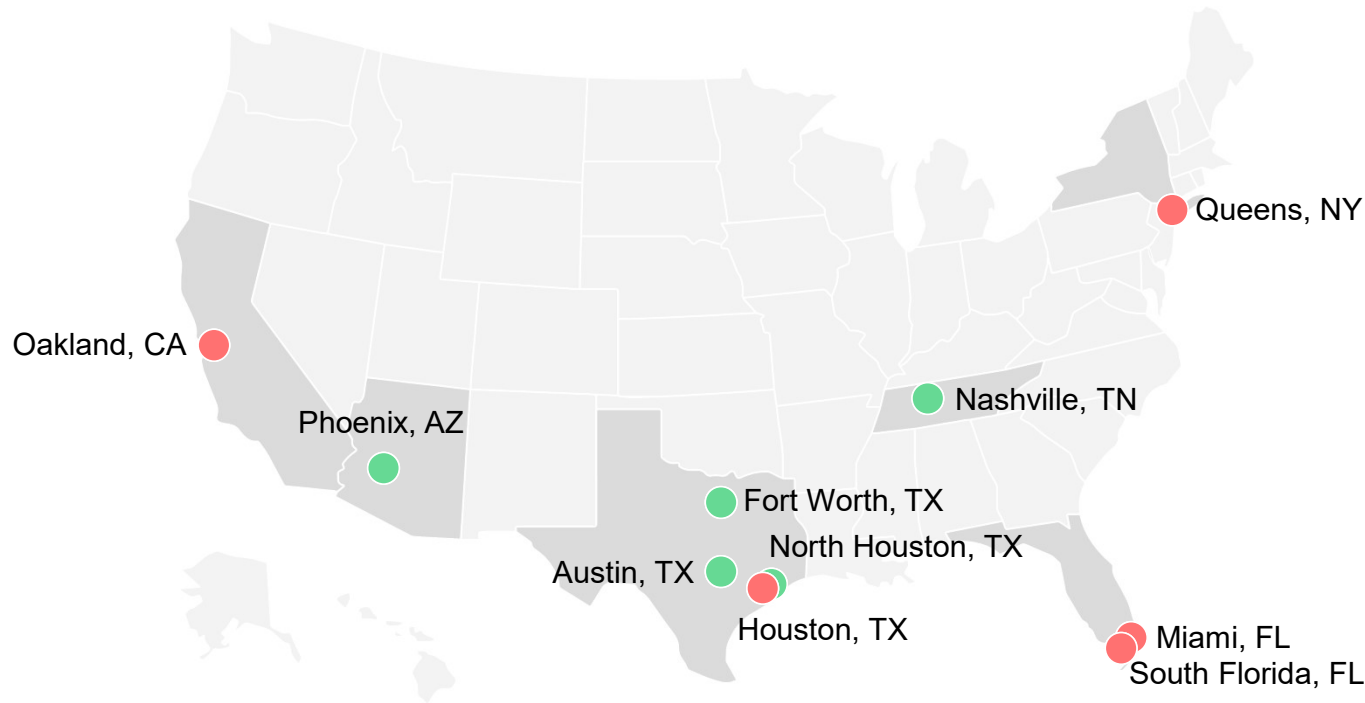 Queens, NY
Oakland, CA
Nashville, TN
Phoenix, AZ
Fort Worth, TX
North Houston, TX
Austin, TX
Houston, TX
Miami, FL
South Florida, FL